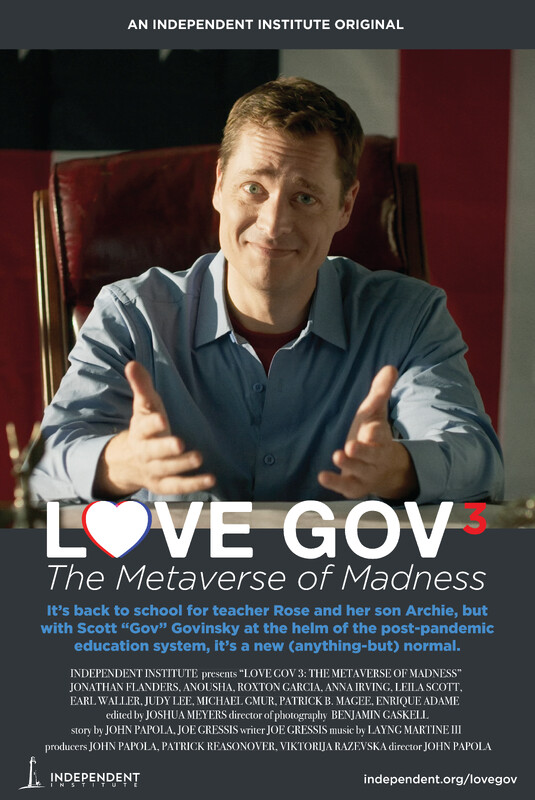 AN INDEPENDENT INSTITUTE ORIGINAL
LOVE GOV 3
The Metaverse of Madness
It's back to school for teacher Rose and her son Archie, but
with Scott “Gov” Govinsky at the helm of the post-pandemic
education system, it's a new (anything-but) normal.
INDEPENDENT INSTITUTE presents “LOVE GOV 3: THE METAVERSE OF MADNESS”
JONATHAN FLANDERS, ANOUSHA, ROXTON GARCIA, ANNA IRVING, LEILA SCOTT,
EARL WALLER, JUDY LEE, MICHAEL GMUR, PATRICK B. MAGEE, ENRIQUE ADAME
edited by JOSHUA MEYERS director of photography BENJAMIN GASKELL
story by JOHN PAPOLA, JOE GRESSIS writer JOE GRESSIS music by LAYNG MARTINE III
producers JOHN PAPOLA, PATRICK REASONOVER, VIKTORIJA RAZEVSKA director JOHN PAPOLA
INDEPENDENT
INSTITUTE
independent.org/lovegov